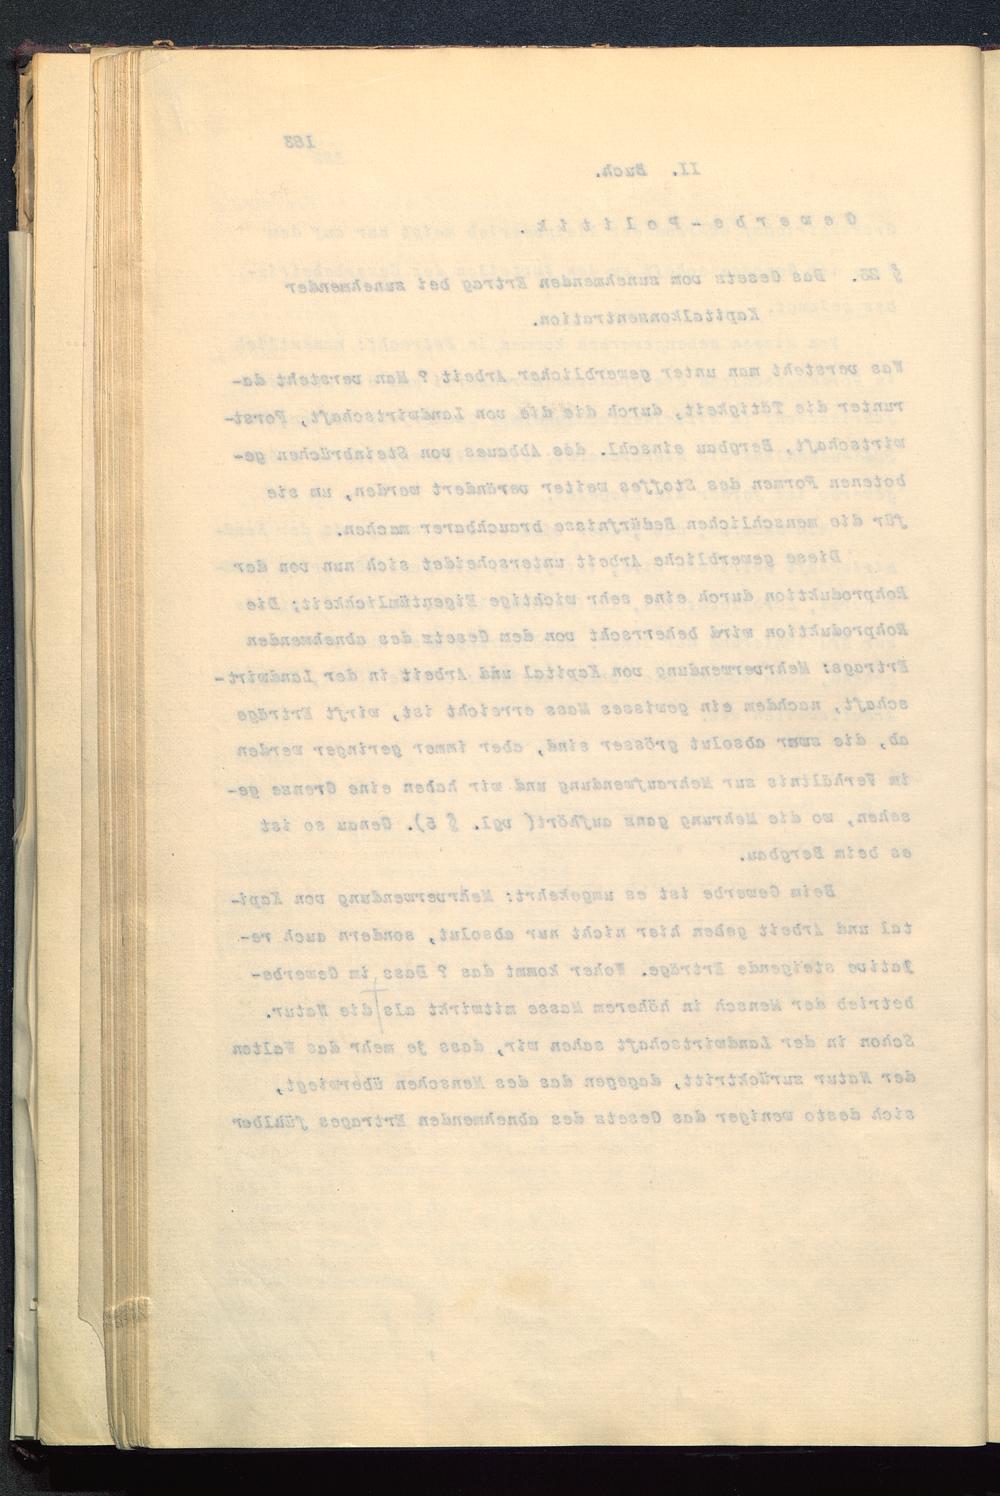 163
II. Buch.
Gewerbe-Politik.
§ 23. Das Gesetz vom zunehmenden Ertrag bei zunehmender
Kapitalkonzentration.
Was versteht man unter gewerblicher Arbeit ? Man versteht da-
runter die Tätigkeit, durch die die von Landwirtschaft, Forst-
wirtschaft, Bergbau einschl. des Abbaues von Steinbrüchen ge-
botenen Formen des Stoffes weiter verändert werden, um sie
für die menschlichen Bedürfnisse brauchbarer machen.
Diese gewerbliche Arbeit unterscheidet sich nun von der
Rohproduktion durch eine sehr wichtige Eigentümlichkeit; Die
Rohproduktion wird beherrscht von dem Gesetz des abnehmenden
Ertrags: Mehrverwendung von Kapital und Arbeit in der Landwirt-
schaft, nachdem ein gewisses Mass erreicht ist, wirft Erträge
ab, die zwar absolut grösser sind, aber immer geringer werden
im Verhältnis zur Mehraufwendung und wir haben eine Grenze ge-
sehen, wo die Mehrung ganz aufhört( vgl. § 5). Genau so ist
es beim Bergbau.
Beim Gewerbe ist es umgekehrt: Mehrverwendung von Kapi-
tal und Arbeit geben hier nicht nur absolut, sondern auch re-
lative steigende Erträge. Woher kommt das ? Dass im Gewerbe-
betrieb der Mensch in höherem Masse mitwirkt als die Natur.
Schon in der Landwirtschaft sahen wir, dass je mehr das Walten
der Natur zurücktritt, dagegen das des Menschen überwiegt,
sich desto weniger das Gesetz des abnehmenden Ertrages fühlbar